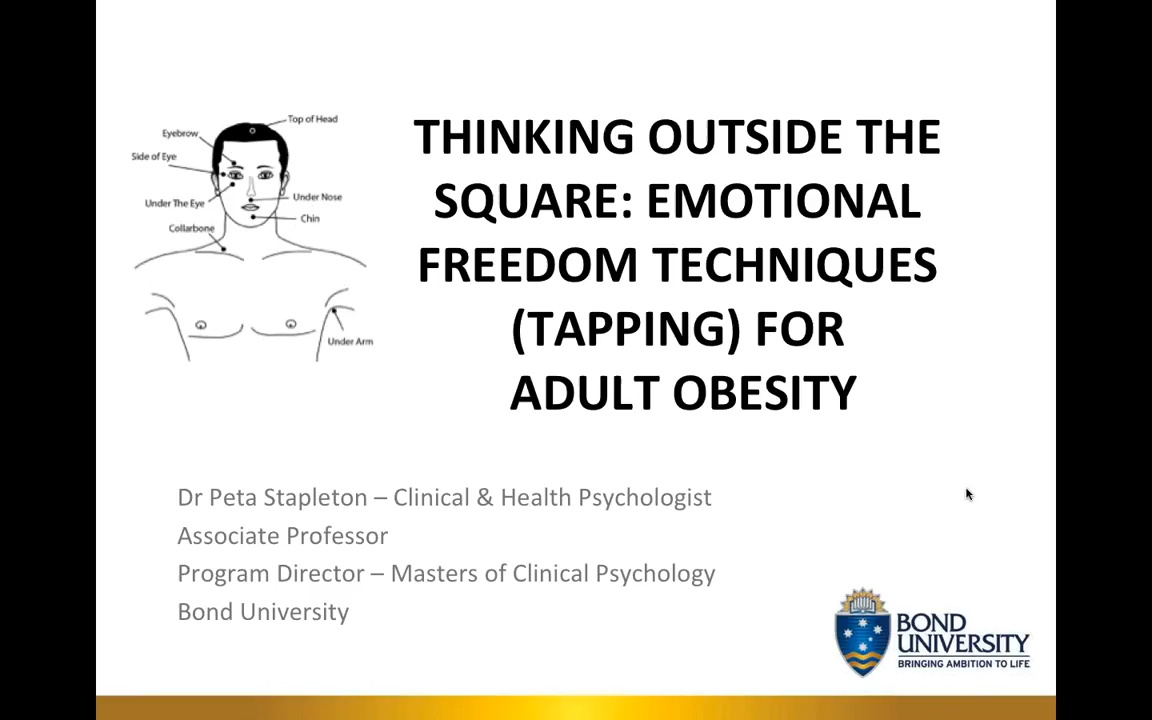 Top of Head
Eyebrow
Side of Eye
Under The Eye
Under Nose
Chin
Collarbone
Under Arm
THINKING OUTSIDE THE
SQUARE: EMOTIONAL
FREEDOM TECHNIQUES
(TAPPING) FOR
ADULT OBESITY
Dr Peta Stapleton – Clinical & Health Psychologist
Associate Professor
Program Director – Masters of Clinical Psychology
Bond University
BOND
UNIVERSITY
BRINGING AMBITION TO LIFE